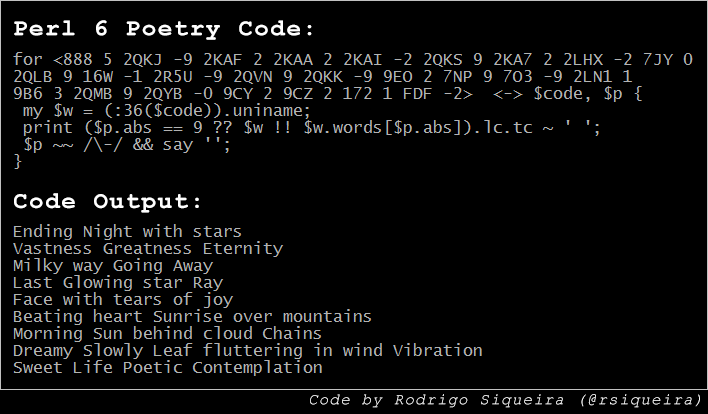 Perl 6 Poetry Code:
for <888 5 2QKJ -9 2KAF 2 2KAA 2 2KAI -2 2QKS 9 2KA7 2 2LHX -2 7JY 0
2QLB 9 16W -1 2R5U -9 2QVN 9 2QKK -9 9EO 2 7NP 9 7O3 -9 2LN1 1
9B6 3 2QMB 9 2QYB -0 9CY 2 9CZ 2 172 1 FDF -2>  <-> $code, $p {
my $w = (:36($code)).uniname;
print ($p.abs == 9 ?? $w !! $w.words[$p.abs]).lc.tc ~ ' ';
$p ~~ /\-/ && say '';
}
Code Output:
Ending Night with stars
Vastness Greatness Eternity
Milky way Going Away
Last Glowing star Ray
Face with tears of joy
Beating heart Sunrise over mountains
Morning Sun behind cloud Chains
Dreamy Slowly Leaf fluttering in wind Vibration
Sweet Life Poetic Contemplation
Code by Rodrigo Siqueira (@rsiqueira)